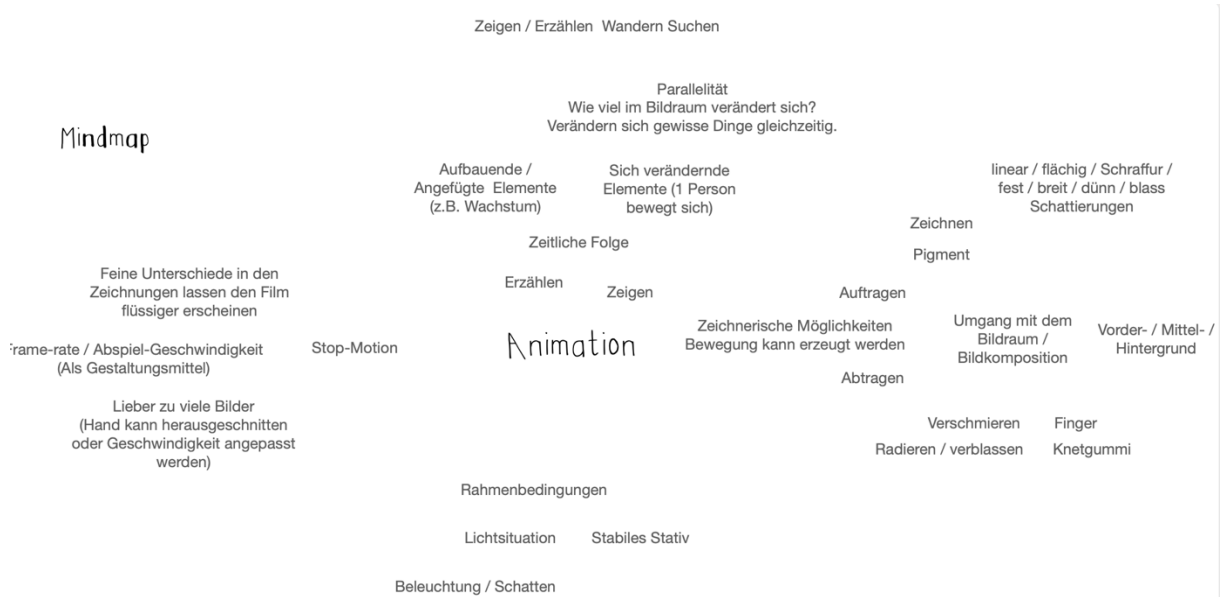 Zeigen / Erzählen Wandern Suchen
Parallelität
Wie viel im Bildraum verändert sich?
Verändern sich gewisse Dinge gleichzeitig.
Mindmap
Aufbauende /
Angefügte Elemente
(z.B. Wachstum)
Sich verändernde
Elemente (1 Person
bewegt sich)
linear / flächig / Schraffur /
fest / breit / dünn / blass
Schattierungen
Zeichnen
Zeitliche Folge
Pigment
Feine Unterschiede in den
Zeichnungen lassen den Film
flüssiger erscheinen
Erzählen
Zeigen
Auftragen
Frame-rate / Abspiel-Geschwindigkeit
(Als Gestaltungsmittel)
Stop-Motion
Animation
Zeichnerische Möglichkeiten
Bewegung kann erzeugt werden
Umgang mit dem
Bildraum /
Bildkomposition
Vorder- / Mittel- /
Hintergrund
Abtragen
Lieber zu viele Bilder
(Hand kann herausgeschnitten
oder Geschwindigkeit angepasst
werden)
Verschmieren
Finger
Radieren / verblassen
Knetgummi
Rahmenbedingungen
Lichtsituation
Stabiles Stativ
Beleuchtung / Schatten